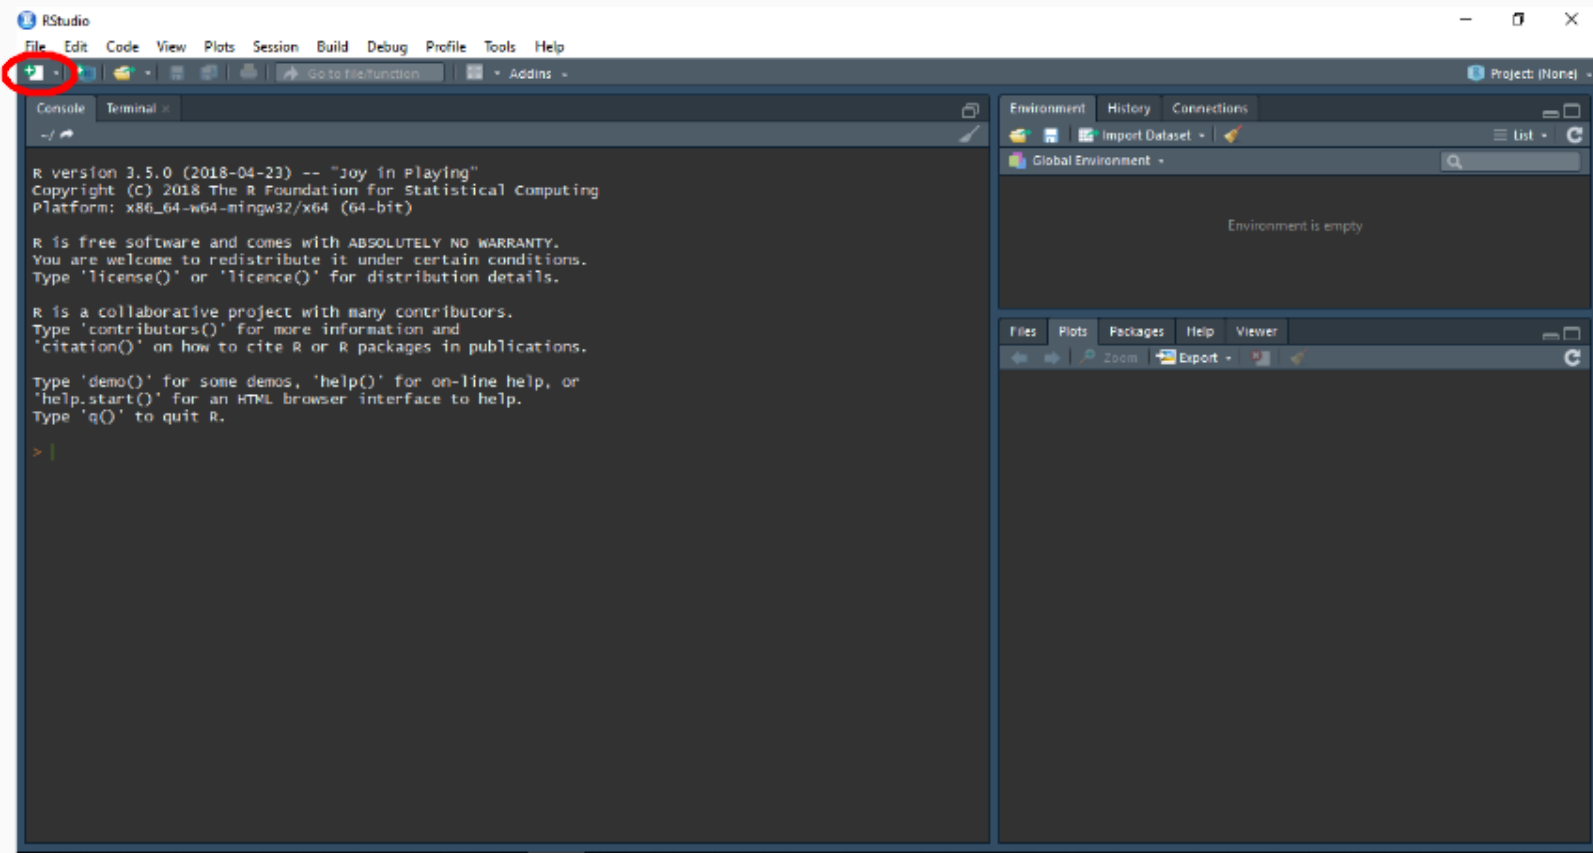 RStudio
File Edit Code View Plots Session Build Debug Profile Tools Help
Go to file/function Addins Project: (None)
Console Terminal
~/
R version 3.5.0 (2018-04-23) -- "Joy in Playing"
Copyright (C) 2018 The R Foundation for Statistical Computing
Platform: x86_64-w64-mingw32/x64 (64-bit)
R is free software and comes with ABSOLUTELY NO WARRANTY.
You are welcome to redistribute it under certain conditions.
Type 'license()' or 'licence()' for distribution details.
R is a collaborative project with many contributors.
Type 'contributors()' for more information and
'citation()' on how to cite R or R packages in publications.
Type 'demo()' for some demos, 'help()' for on-line help, or
'help.start()' for an HTML browser interface to help.
Type 'q()' to quit R.
>
Environment History Connections
Import Dataset List
Global Environment
Environment is empty
Files Plots Packages Help Viewer
Zoom Export